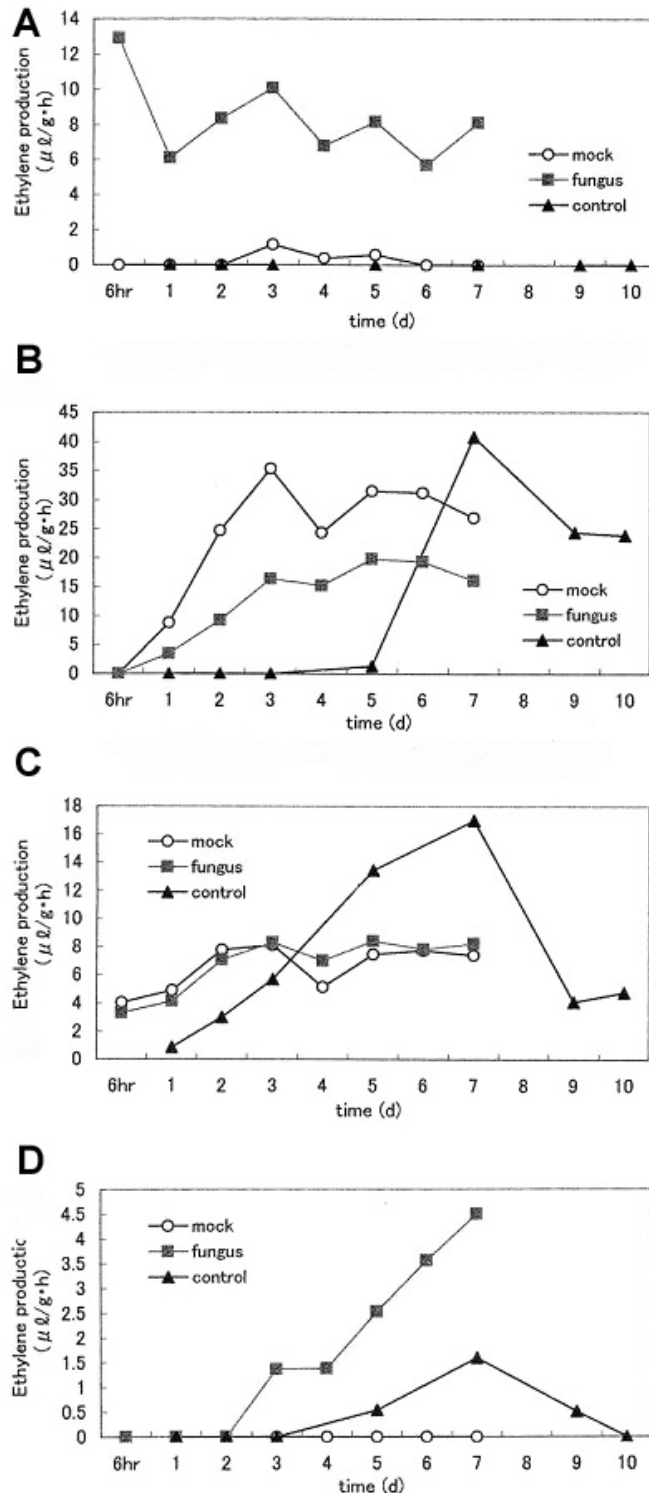 A
14
12
10
8
6
4
2
0
Ethylene production
(μℓ/g·h)
mock
fungus
control
6hr 1 2 3 4 5 6 7 8 9 10
time (d)
B
45
40
35
30
25
20
15
10
5
0
Ethylene prdocution
(μℓ/g·h)
mock
fungus
control
6hr 1 2 3 4 5 6 7 8 9 10
time (d)
C
18
16
14
12
10
8
6
4
2
0
Ethylene production
(μℓ/g·h)
mock
fungus
control
6hr 1 2 3 4 5 6 7 8 9 10
time (d)
D
5
4.5
4
3.5
3
2.5
2
1.5
1
0.5
0
Ethylene productic
(μℓ/g·h)
mock
fungus
control
6hr 1 2 3 4 5 6 7 8 9 10
time (d)